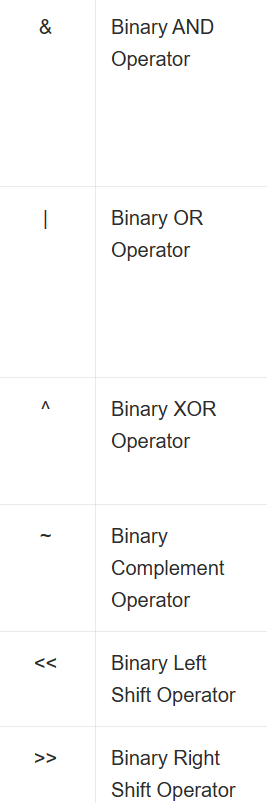 & Binary AND
Operator
| Binary OR
Operator
^ Binary XOR
Operator
~ Binary
Complement
Operator
<< Binary Left
Shift Operator
>> Binary Right
Shift Operator